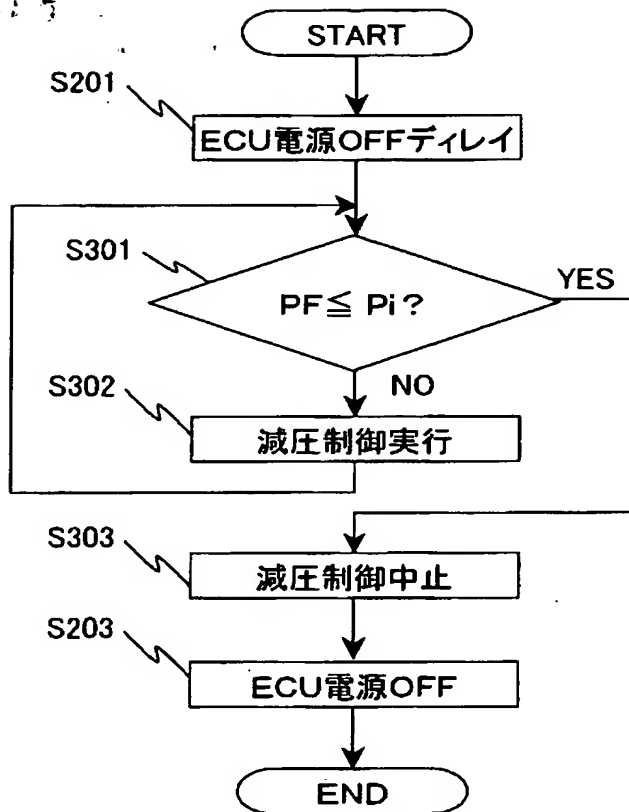 START
S201
ECU電源OFFディレイ
S301
PF≦ Pi?
YES
NO
S302
減圧制御実行
S303
減圧制御中止
S203
ECU電源OFF
END